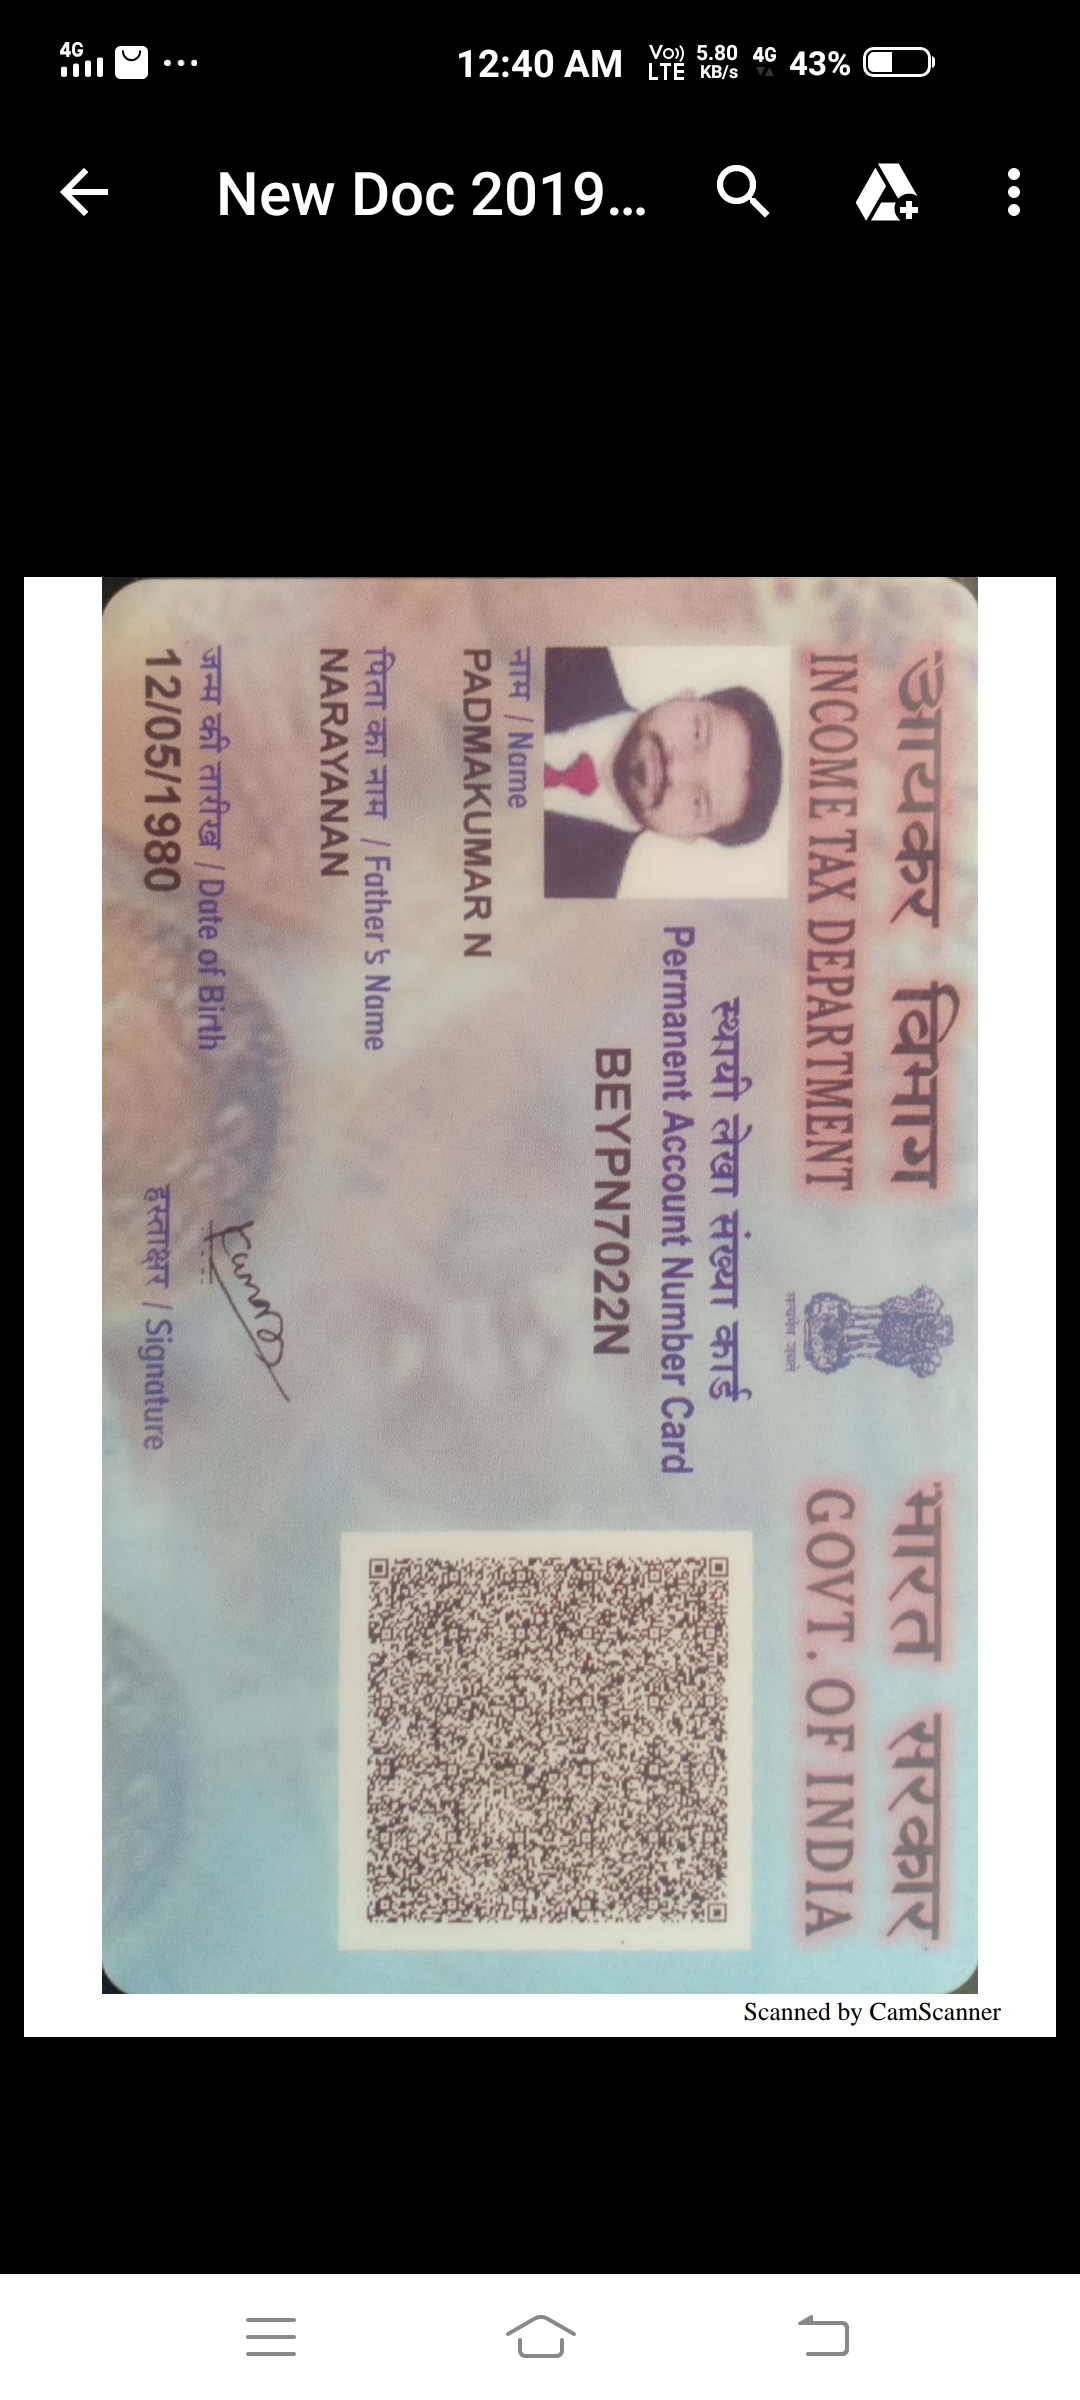 4G
12:40 AM
Vo)) LTE
5.80 KB/s
4G
43%
New Doc 2019...
आयकर विभाग
INCOME TAX DEPARTMENT
सत्यमेव जयते
भारत सरकार
GOVT. OF INDIA
स्थायी लेखा संख्या कार्ड
Permanent Account Number Card
BEYPN7022N
नाम / Name
PADMAKUMAR N
पिता का नाम / Father's Name
NARAYANAN
जन्म की तारीख / Date of Birth
12/05/1980
हस्ताक्षर / Signature
Scanned by CamScanner